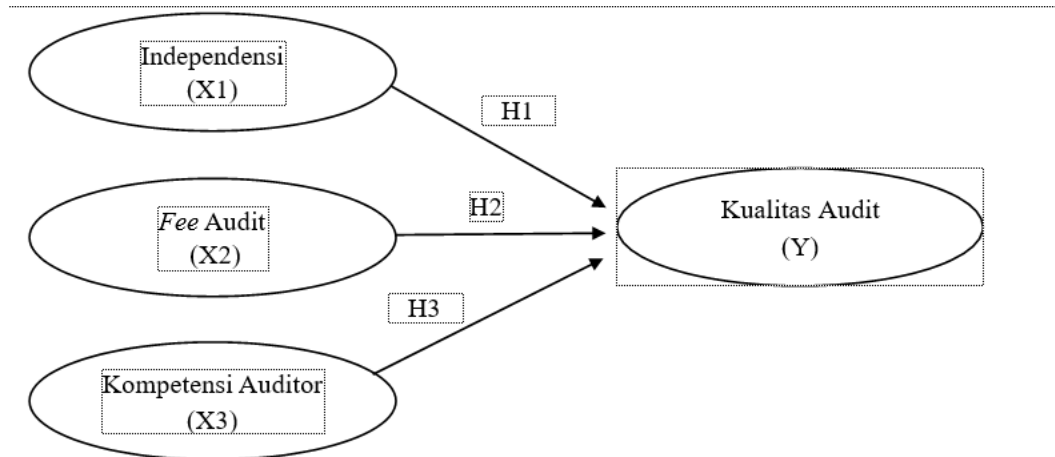 Independensi
(X1)
H1
Fee Audit
(X2)
H2
Kualitas Audit
(Y)
H3
Kompetensi Auditor
(X3)